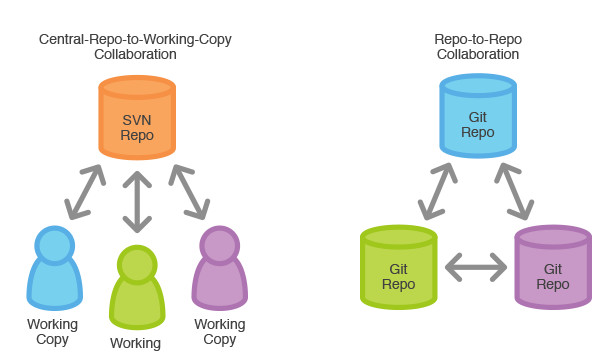 Central-Repo-to-Working-Copy
Collaboration
SVN
Repo
Working
Copy
Working
Working
Copy
Repo-to-Repo
Collaboration
Git
Repo
Git
Repo
Git
Repo